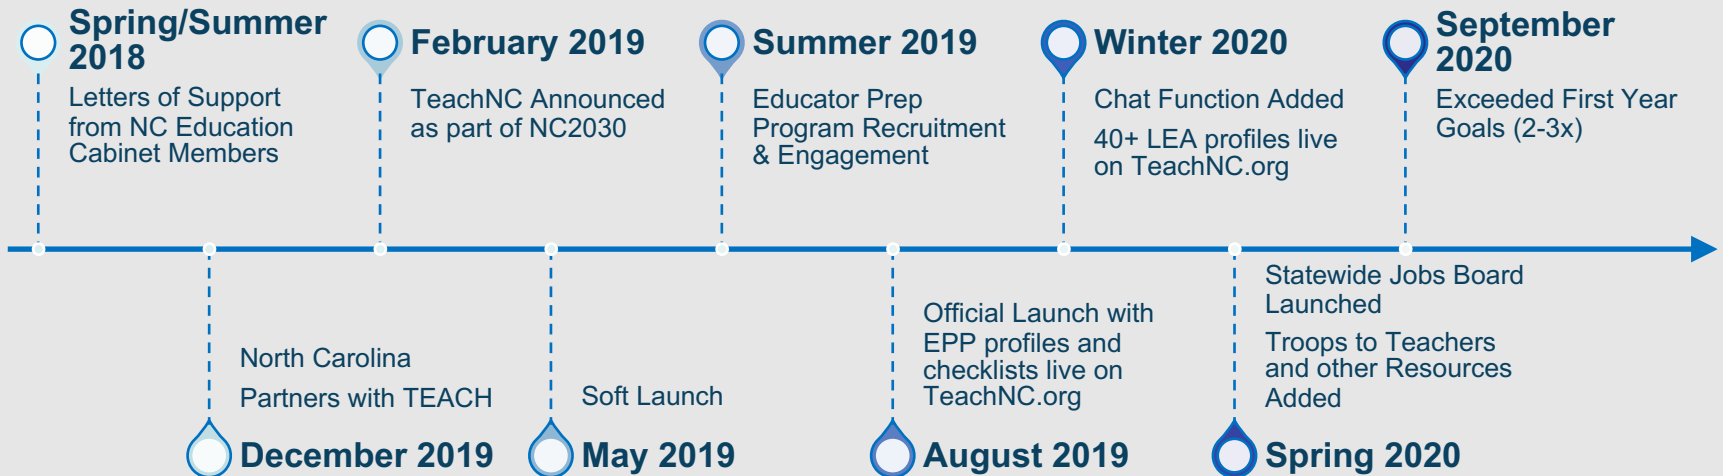 Spring/Summer
2018
Letters of Support
from NC Education
Cabinet Members
February 2019
TeachNC Announced
as part of NC2030
Summer 2019
Educator Prep
Program Recruitment
& Engagement
Winter 2020
Chat Function Added
40+ LEA profiles live
on TeachNC.org
September
2020
Exceeded First Year
Goals (2-3x)
North Carolina
Partners with TEACH
December 2019
Soft Launch
May 2019
Official Launch with
EPP profiles and
checklists live on
TeachNC.org
August 2019
Statewide Jobs Board
Launched
Troops to Teachers
and other Resources
Added
Spring 2020